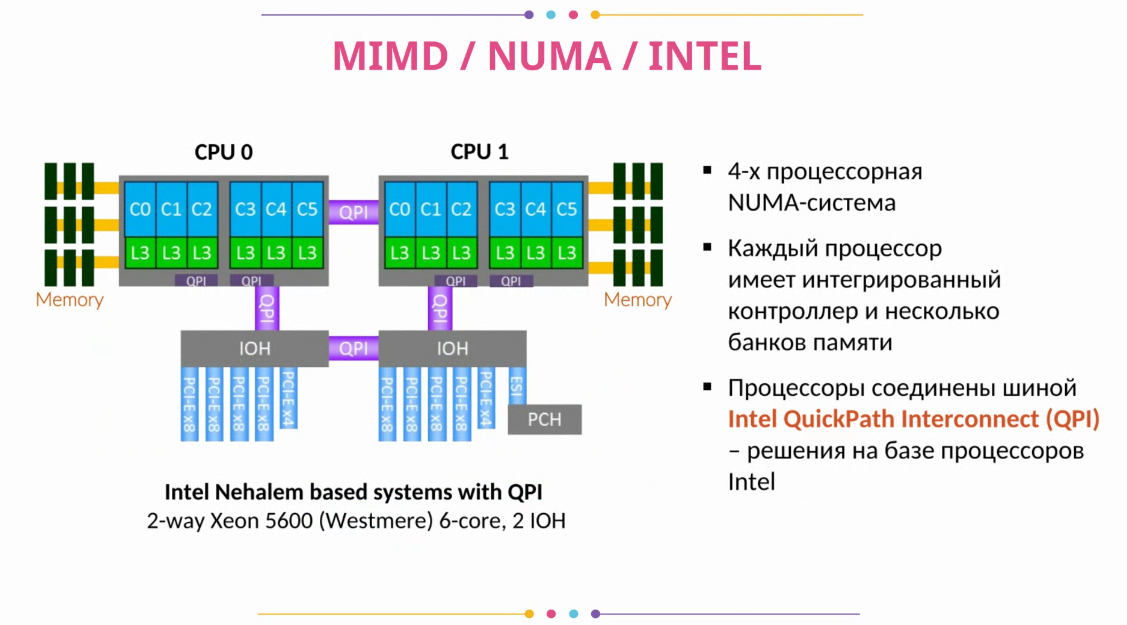 MIMD / NUMA / INTEL
CPU 0
CPU 1
C0 C1 C2 C3 C4 C5
QPI
C0 C1 C2 C3 C4 C5
L3 L3 L3 L3 L3 L3
L3 L3 L3 L3 L3 L3
QPI QPI
QPI QPI
Memory
Memory
QPI
QPI
IOH
QPI
IOH
PCI-E x8
PCI-E x8
PCI-E x8
PCI-E x8
PCI-E x4
PCI-E x8
PCI-E x8
PCI-E x8
PCI-E x8
PCI-E x4
ESI
PCH
Intel Nehalem based systems with QPI
2-way Xeon 5600 (Westmere) 6-core, 2 IOH
▪ 4-х процессорная
NUMA-система
▪ Каждый процессор
имеет интегрированный
контроллер и несколько
банков памяти
▪ Процессоры соединены шиной
Intel QuickPath Interconnect (QPI)
– решения на базе процессоров
Intel